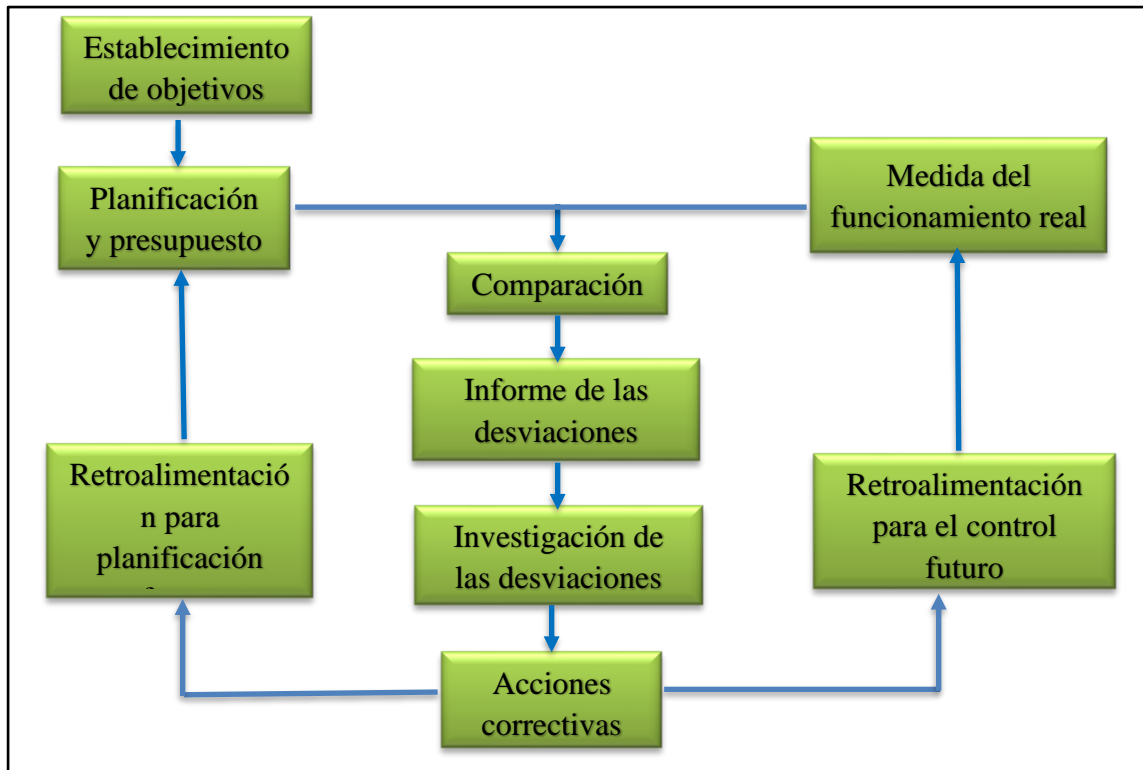 Establecimiento
de objetivos
Planificación
y presupuesto
Medida del
funcionamiento real
Comparación
Informe de las
desviaciones
Investigación de
las desviaciones
Retroalimentació
n para
planificación
Retroalimentación
para el control
futuro
Acciones
correctivas